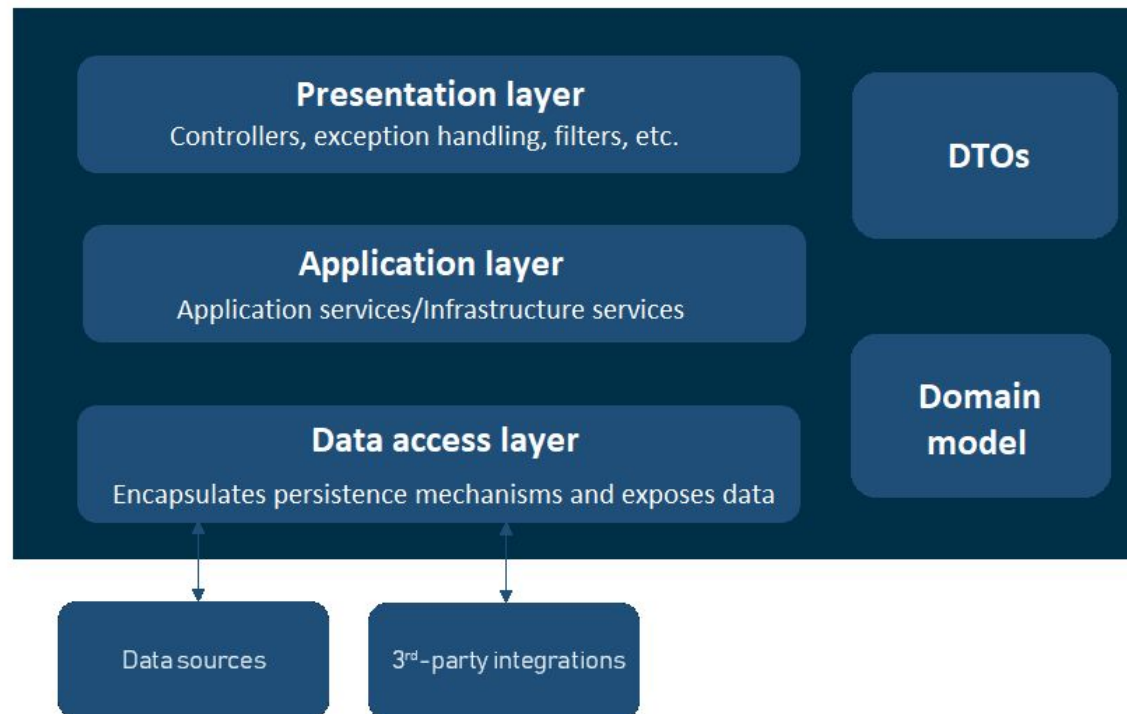 Presentation layer
Controllers, exception handling, filters, etc.
DTOs
Application layer
Application services/Infrastructure services
Domain
model
Data access layer
Encapsulates persistence mechanisms and exposes data
Data sources
3rd-party integrations